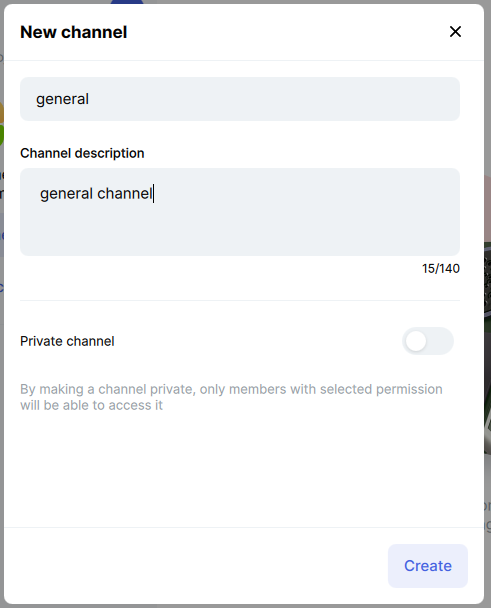 New channel
general
Channel description
general channel
15/140
Private channel
By making a channel private, only members with selected permission
will be able to access it
Create